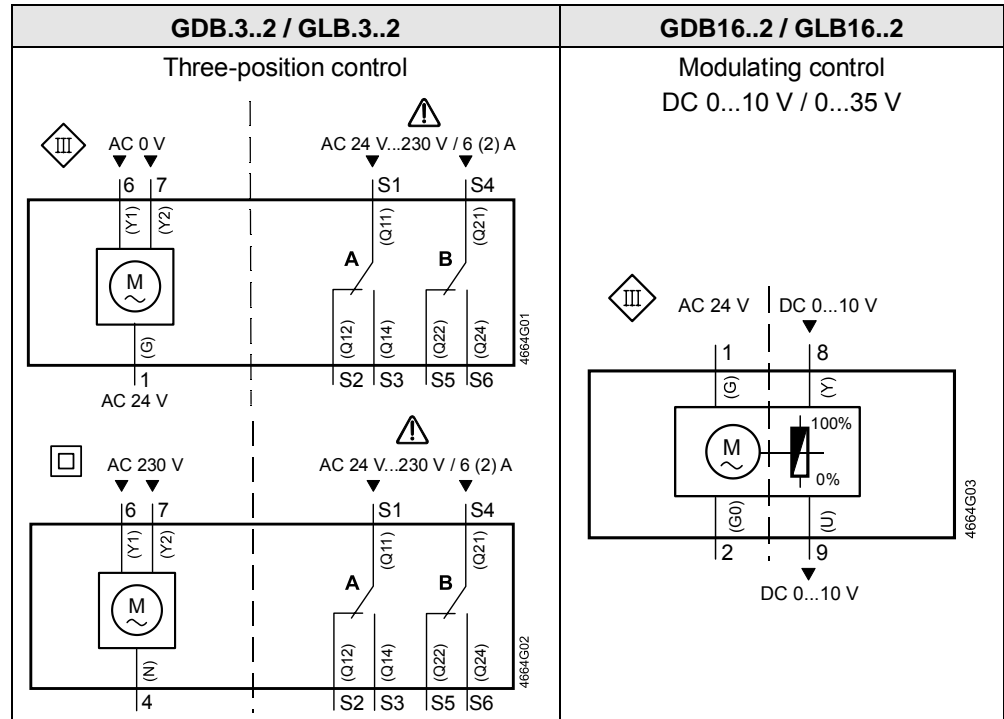 GDB.3..2 / GLB.3..2
GDB16..2 / GLB16..2
Three-position control
Modulating control
DC 0...10 V / 0...35 V
III
AC 0 V
AC 24 V...230 V / 6 (2) A
6 7
S1 S4
(Y1) (Y2)
(Q11) (Q21)
A B
M
(Q12) (Q14) (Q22) (Q24)
(G)
4664G01
1
S2 S3 S5 S6
AC 24 V
AC 230 V
AC 24 V...230 V / 6 (2) A
6 7
S1 S4
(Y1) (Y2)
(Q11) (Q21)
A B
M
(Q12) (Q14) (Q22) (Q24)
(N)
4664G02
4
S2 S3 S5 S6
III
AC 24 V DC 0...10 V
1 8
(G) (Y)
100%
M
0%
(G0) (U)
4664G03
2 9
DC 0...10 V